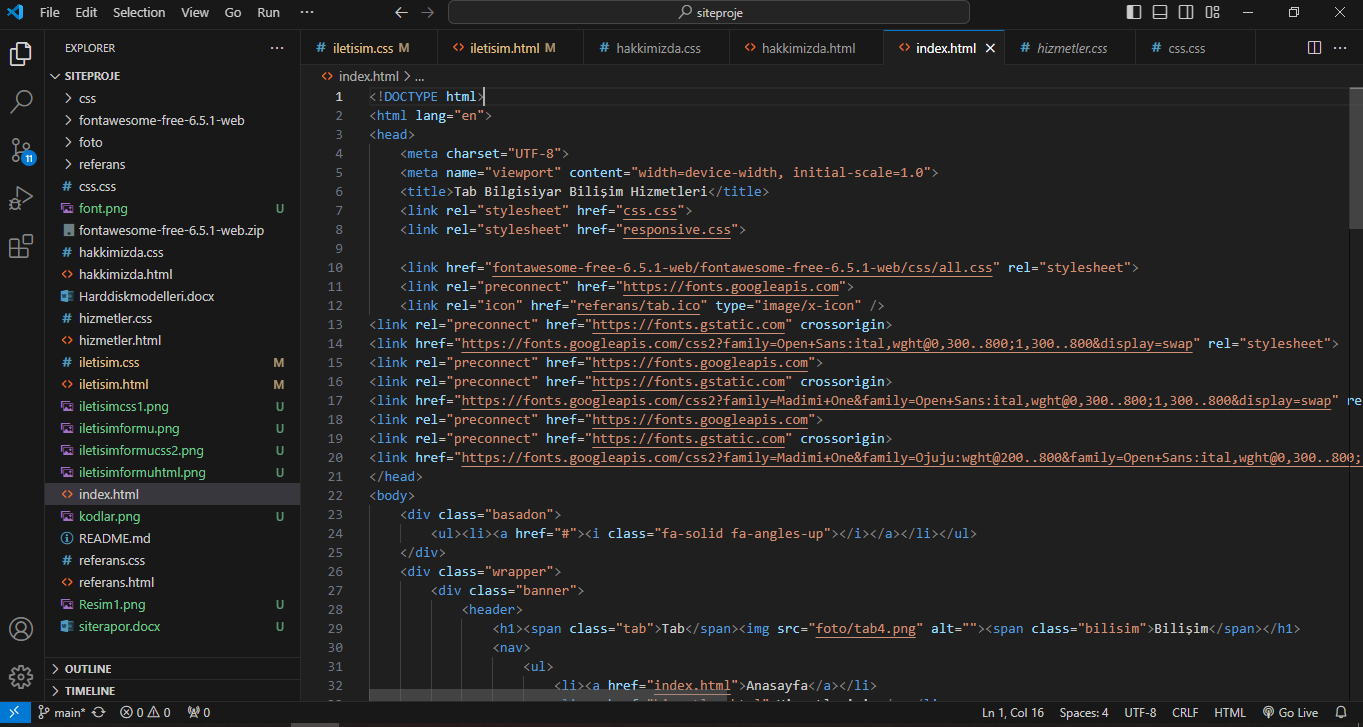 File Edit Selection View Go Run ··· siteproje
EXPLORER ···
SITEPROJE
css
fontawesome-free-6.5.1-web
foto
referans
css.css
font.png U
fontawesome-free-6.5.1-web.zip
hakkimizda.css
hakkimizda.html
Harddiskmodelleri.docx
hizmetler.css
hizmetler.html
iletisim.css M
iletisim.html M
iletisimcss1.png U
iletisimformu.png U
iletisimformucss2.png U
iletisimformuhtml.png U
index.html
kodlar.png U
README.md
referans.css
referans.html
Resim1.png U
siterapor.docx U
OUTLINE
TIMELINE
11
iletisim.css M iletisim.html M hakkimizda.css hakkimizda.html index.html hizmetler.css css.css ···
index.html > ...
1 <!DOCTYPE html>
2 <html lang="en">
3 <head>
4 <meta charset="UTF-8">
5 <meta name="viewport" content="width=device-width, initial-scale=1.0">
6 <title>Tab Bilgisiyar Bilişim Hizmetleri</title>
7 <link rel="stylesheet" href="css.css">
8 <link rel="stylesheet" href="responsive.css">
9
10 <link href="fontawesome-free-6.5.1-web/fontawesome-free-6.5.1-web/css/all.css" rel="stylesheet">
11 <link rel="preconnect" href="https://fonts.googleapis.com">
12 <link rel="icon" href="referans/tab.ico" type="image/x-icon" />
13 <link rel="preconnect" href="https://fonts.gstatic.com" crossorigin>
14 <link href="https://fonts.googleapis.com/css2?family=Open+Sans:ital,wght@0,300..800;1,300..800&display=swap" rel="stylesheet">
15 <link rel="preconnect" href="https://fonts.googleapis.com">
16 <link rel="preconnect" href="https://fonts.gstatic.com" crossorigin>
17 <link href="https://fonts.googleapis.com/css2?family=Madimi+One&family=Open+Sans:ital,wght@0,300..800;1,300..800&display=swap" re
18 <link rel="preconnect" href="https://fonts.googleapis.com">
19 <link rel="preconnect" href="https://fonts.gstatic.com" crossorigin>
20 <link href="https://fonts.googleapis.com/css2?family=Madimi+One&family=Ojuju:wght@200..800&family=Open+Sans:ital,wght@0,300..800;
21 </head>
22 <body>
23 <div class="basadon">
24 <ul><li><a href="#"><i class="fa-solid fa-angles-up"></i></a></li></ul>
25 </div>
26 <div class="wrapper">
27 <div class="banner">
28 <header>
29 <h1><span class="tab">Tab</span><img src="foto/tab4.png" alt=""><span class="bilisim">Bilişim</span></h1>
30 <nav>
31 <ul>
32 <li><a href="index.html">Anasayfa</a></li>
main* 0 0 0 Ln 1, Col 16 Spaces: 4 UTF-8 CRLF HTML Go Live